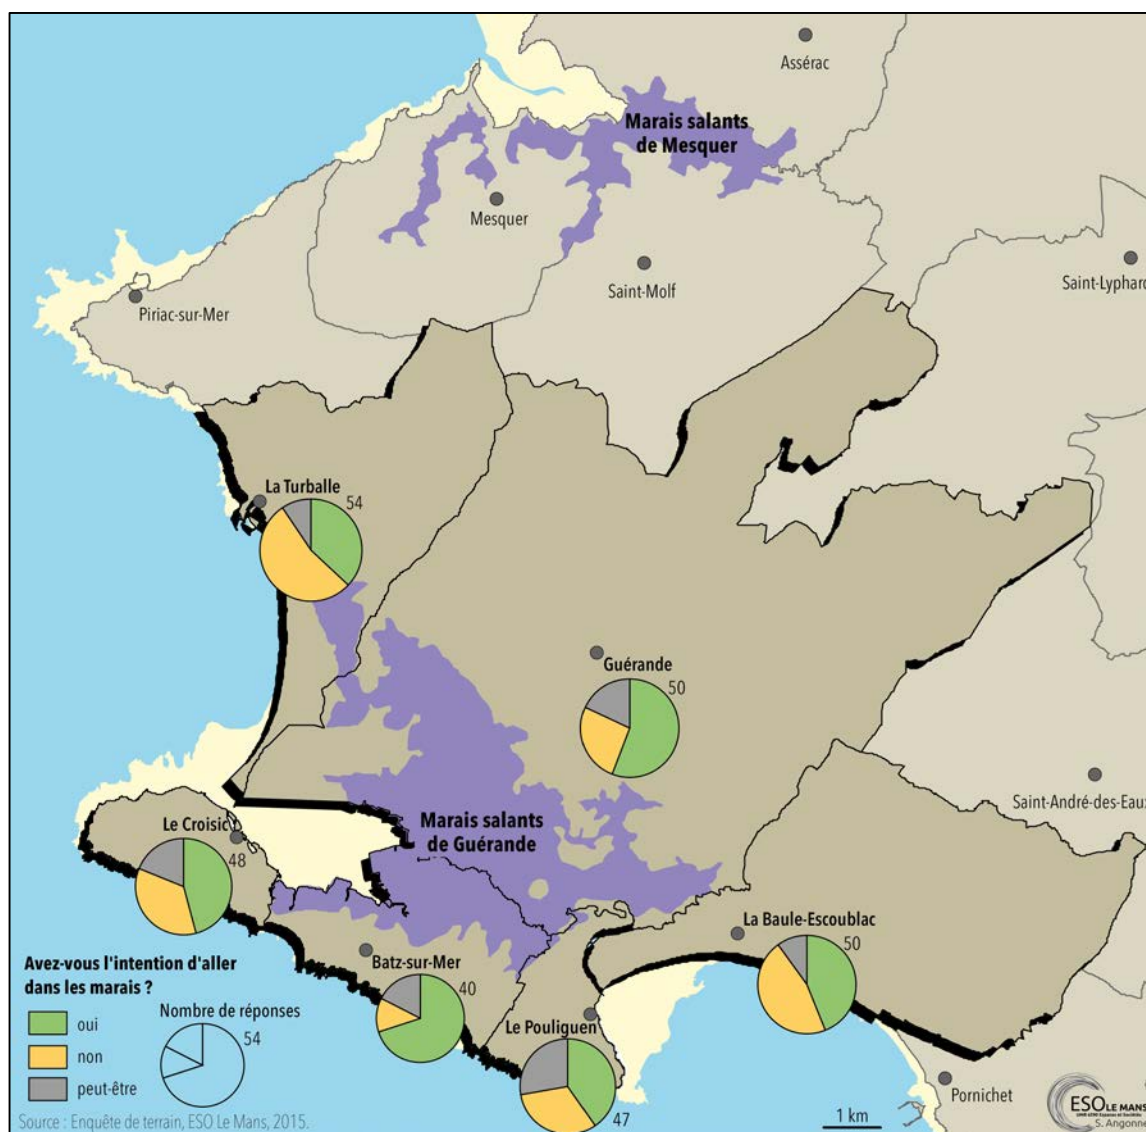 Assérac
Marais salants
de Mesquer
Mesquer
Saint-Molf
Saint-Lyphard
Piriac-sur-Mer
La Turballe
54
Guérande
50
Saint-André-des-Eaux
Marais salants
de Guérande
Le Croisic
48
La Baule-Escoublac
50
Batz-sur-Mer
40
Le Pouliguen
47
Pornichet
Avez-vous l'intention d'aller
dans les marais ?
oui
non
peut-être
Nombre de réponses
54
1 km
Source : Enquête de terrain, ESO Le Mans, 2015.
ESO LE MANS
S. Angonn